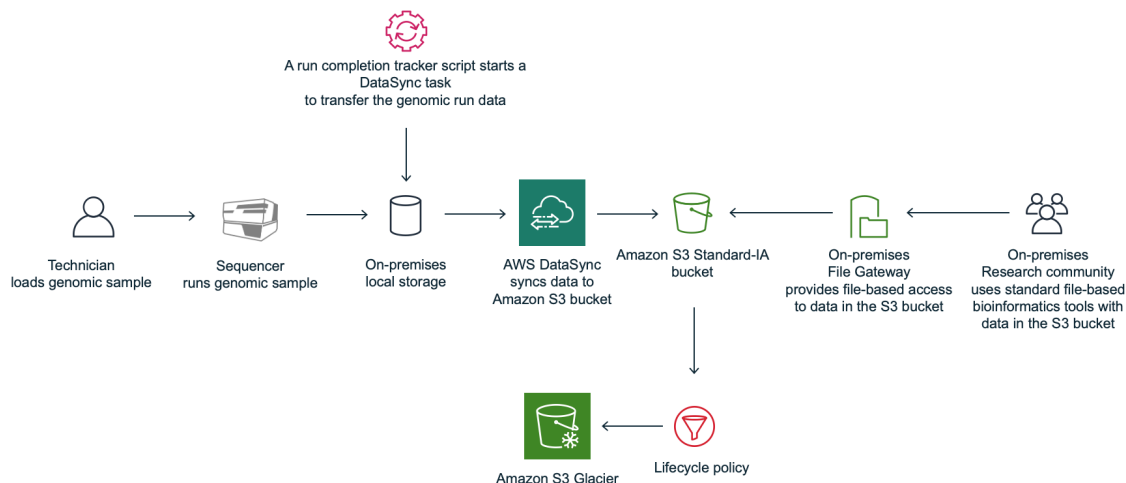 A run completion tracker script starts a
DataSync task
to transfer the genomic run data
Technician
loads genomic sample
Sequencer
runs genomic sample
On-premises
local storage
AWS DataSync
syncs data to
Amazon S3 bucket
Amazon S3 Standard-IA
bucket
On-premises
File Gateway
provides file-based access
to data in the S3 bucket
On-premises
Research community
uses standard file-based
bioinformatics tools with
data in the S3 bucket
Amazon S3 Glacier
Lifecycle policy